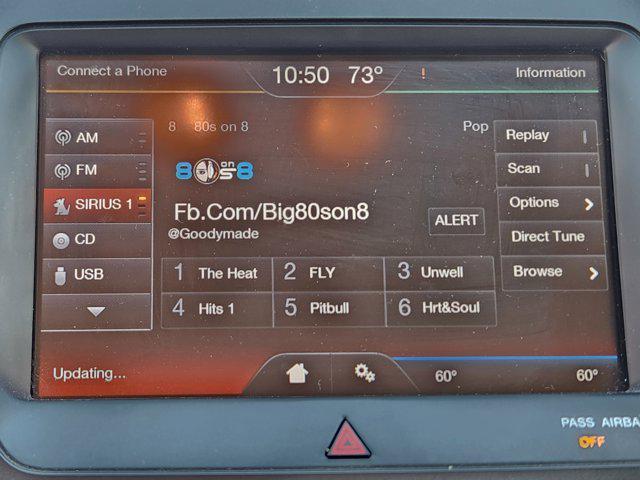 Connect a Phone 10:50 73° ! Information
8 80s on 8 Pop
AM
FM
SIRIUS 1
CD
USB
80s on 8
Fb.Com/Big80son8
@Goodymade
ALERT
1 The Heat 2 FLY 3 Unwell
4 Hits 1 5 Pitbull 6 Hrt&Soul
Replay
Scan
Options
Direct Tune
Browse
Updating... 60° 60°
PASS AIRBA
OFF